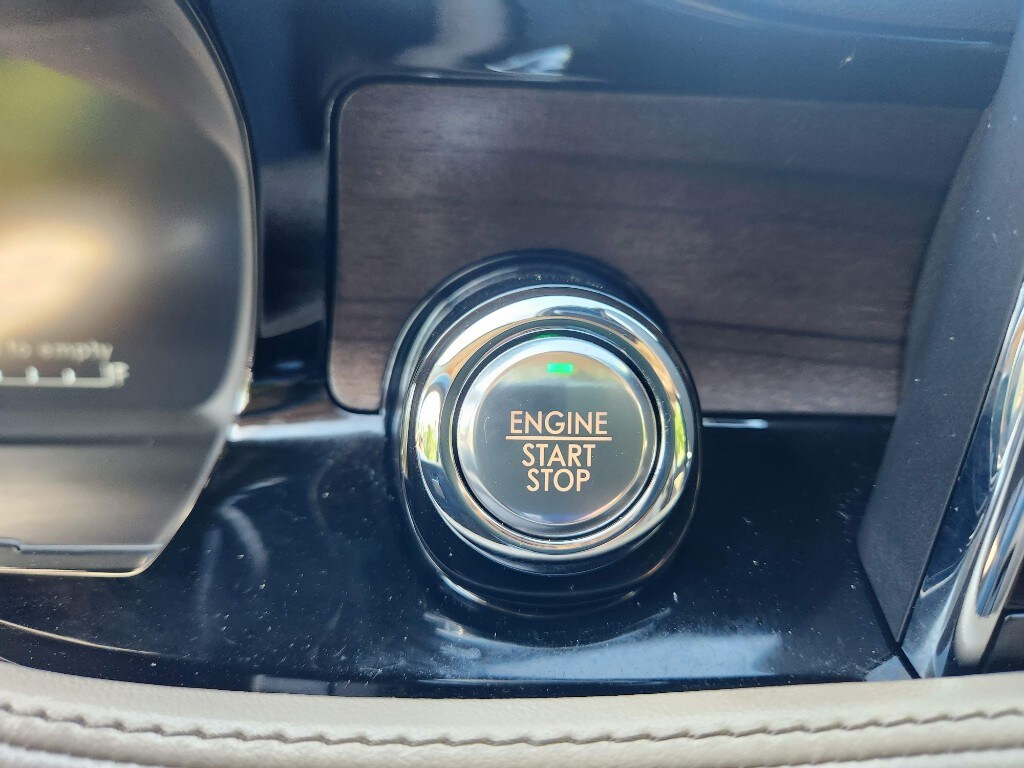 to empty
F
ENGINE
START
STOP